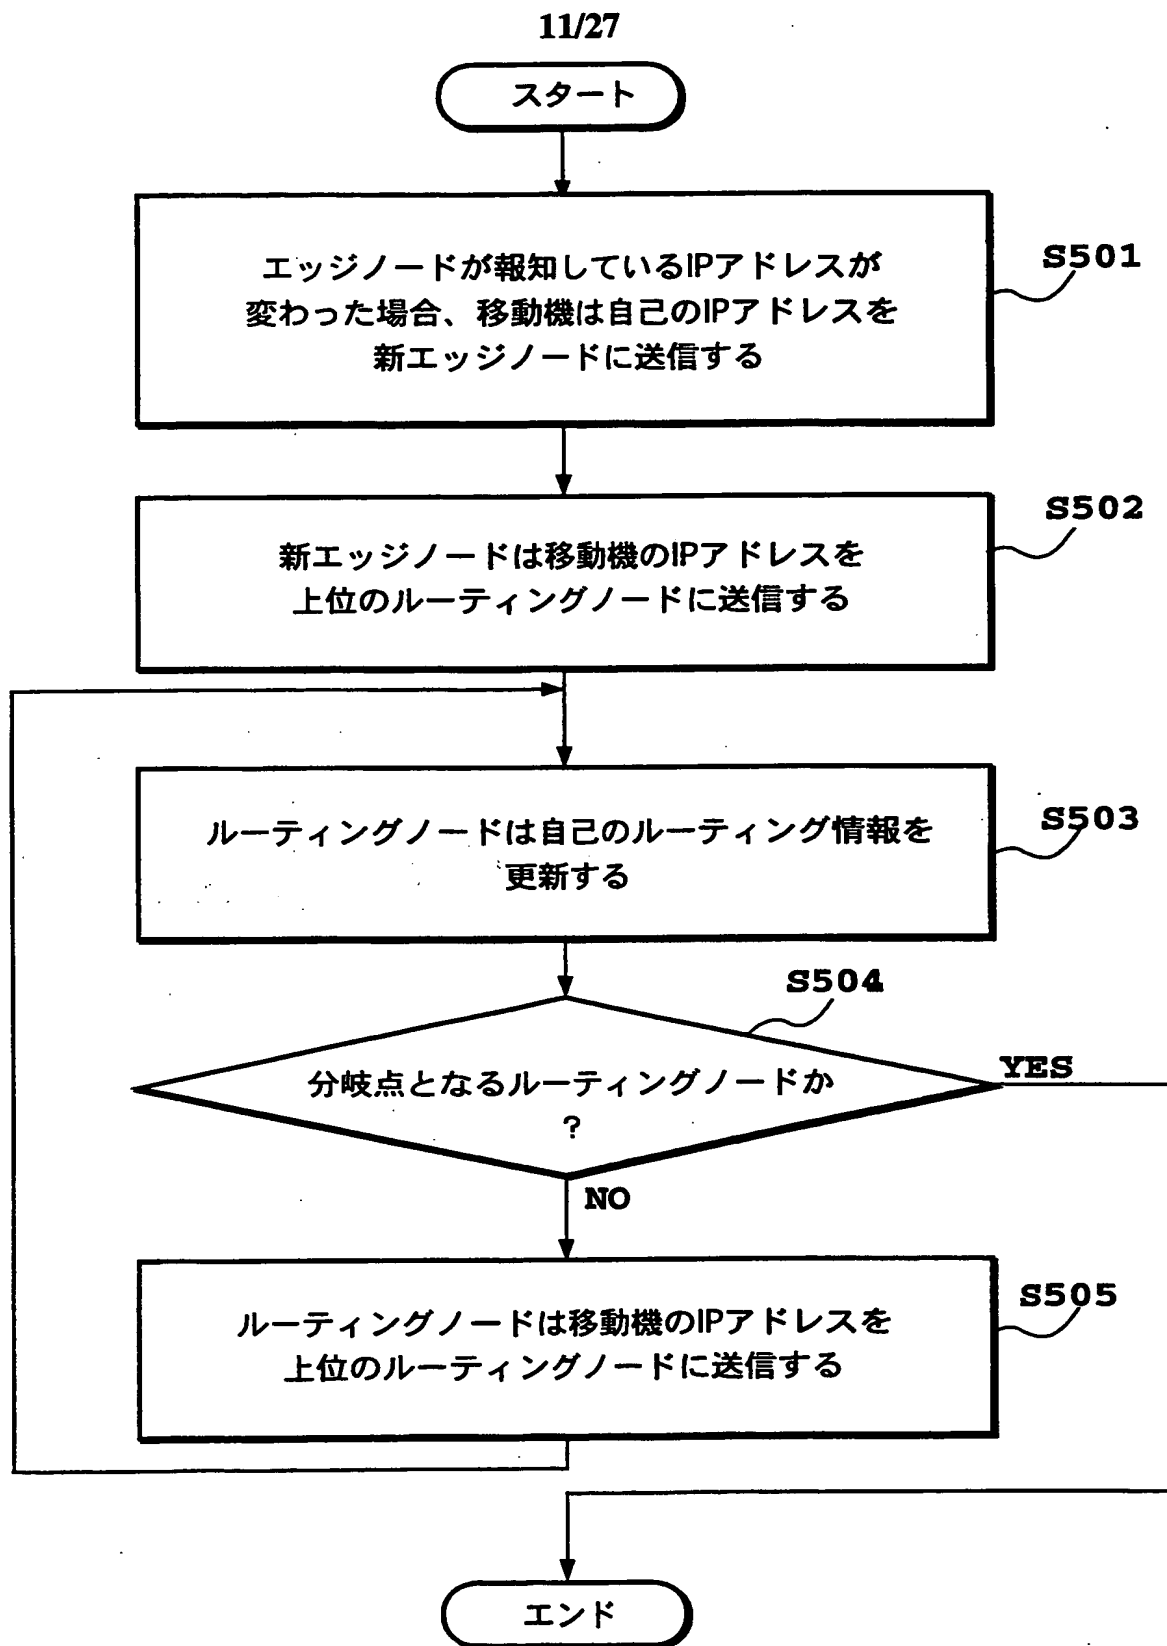 11/27
スタート
エッジノードが報知しているIPアドレスが
変わった場合、移動機は自己のIPアドレスを
新エッジノードに送信する
S501
新エッジノードは移動機のIPアドレスを
上位のルーティングノードに送信する
S502
ルーティングノードは自己のルーティング情報を
更新する
S503
S504
分岐点となるルーティングノードか
?
YES
NO
ルーティングノードは移動機のIPアドレスを
上位のルーティングノードに送信する
S505
エンド